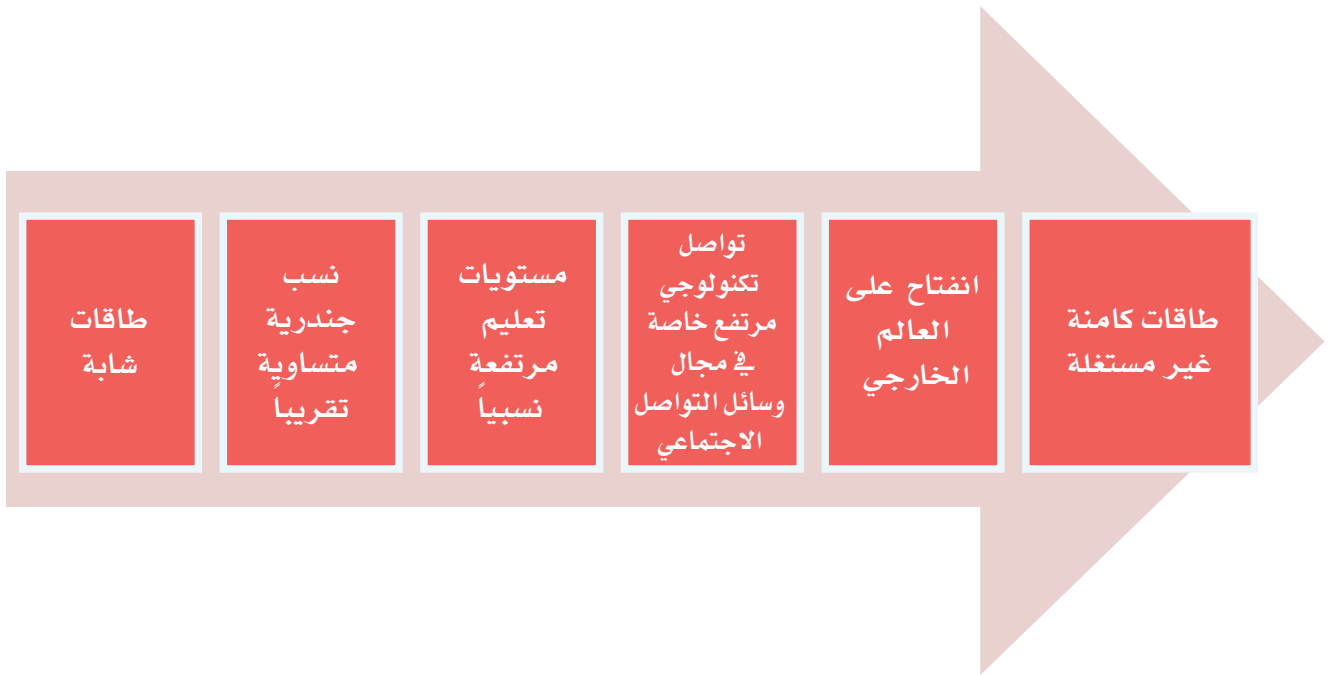 طاقات
شابة
نسب
جندرية
متساوية
تقريباً
مستويات
تعليم
مرتفعة
نسبياً
تواصل
تكنولوجي
مرتفع خاصة
في مجال
وسائل التواصل
الاجتماعي
انفتاح على
العالم
الخارجي
طاقات كامنة
غير مستغلة